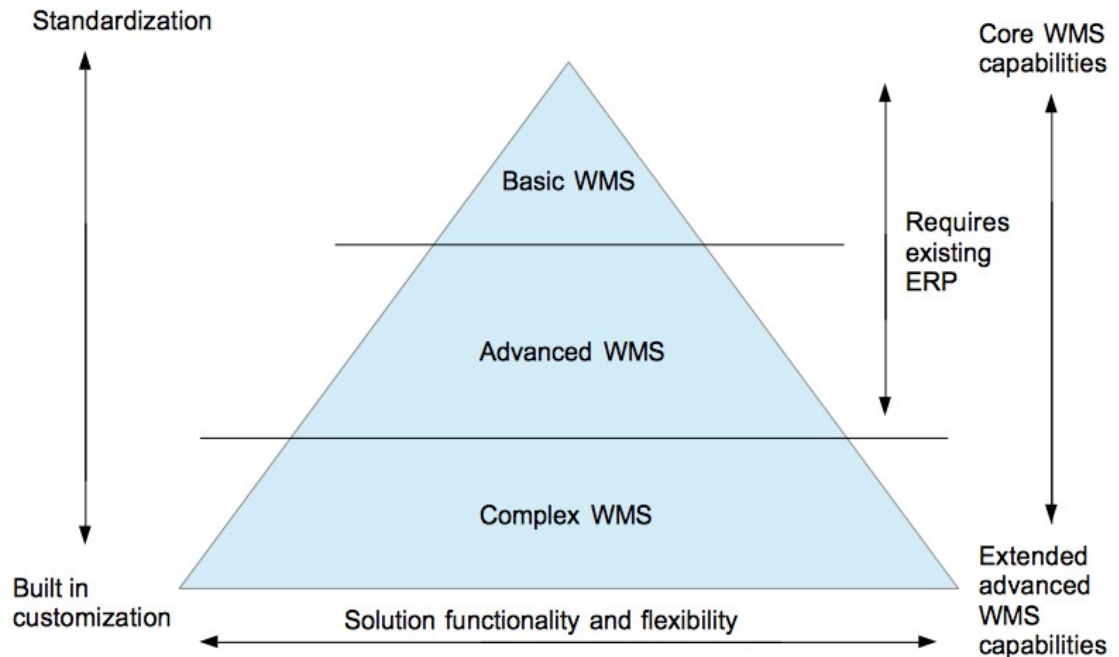 Standardization
Core WMS
capabilities
Basic WMS
Requires
existing
ERP
Advanced WMS
Complex WMS
Built in
customization
Extended
advanced
WMS
capabilities
Solution functionality and flexibility